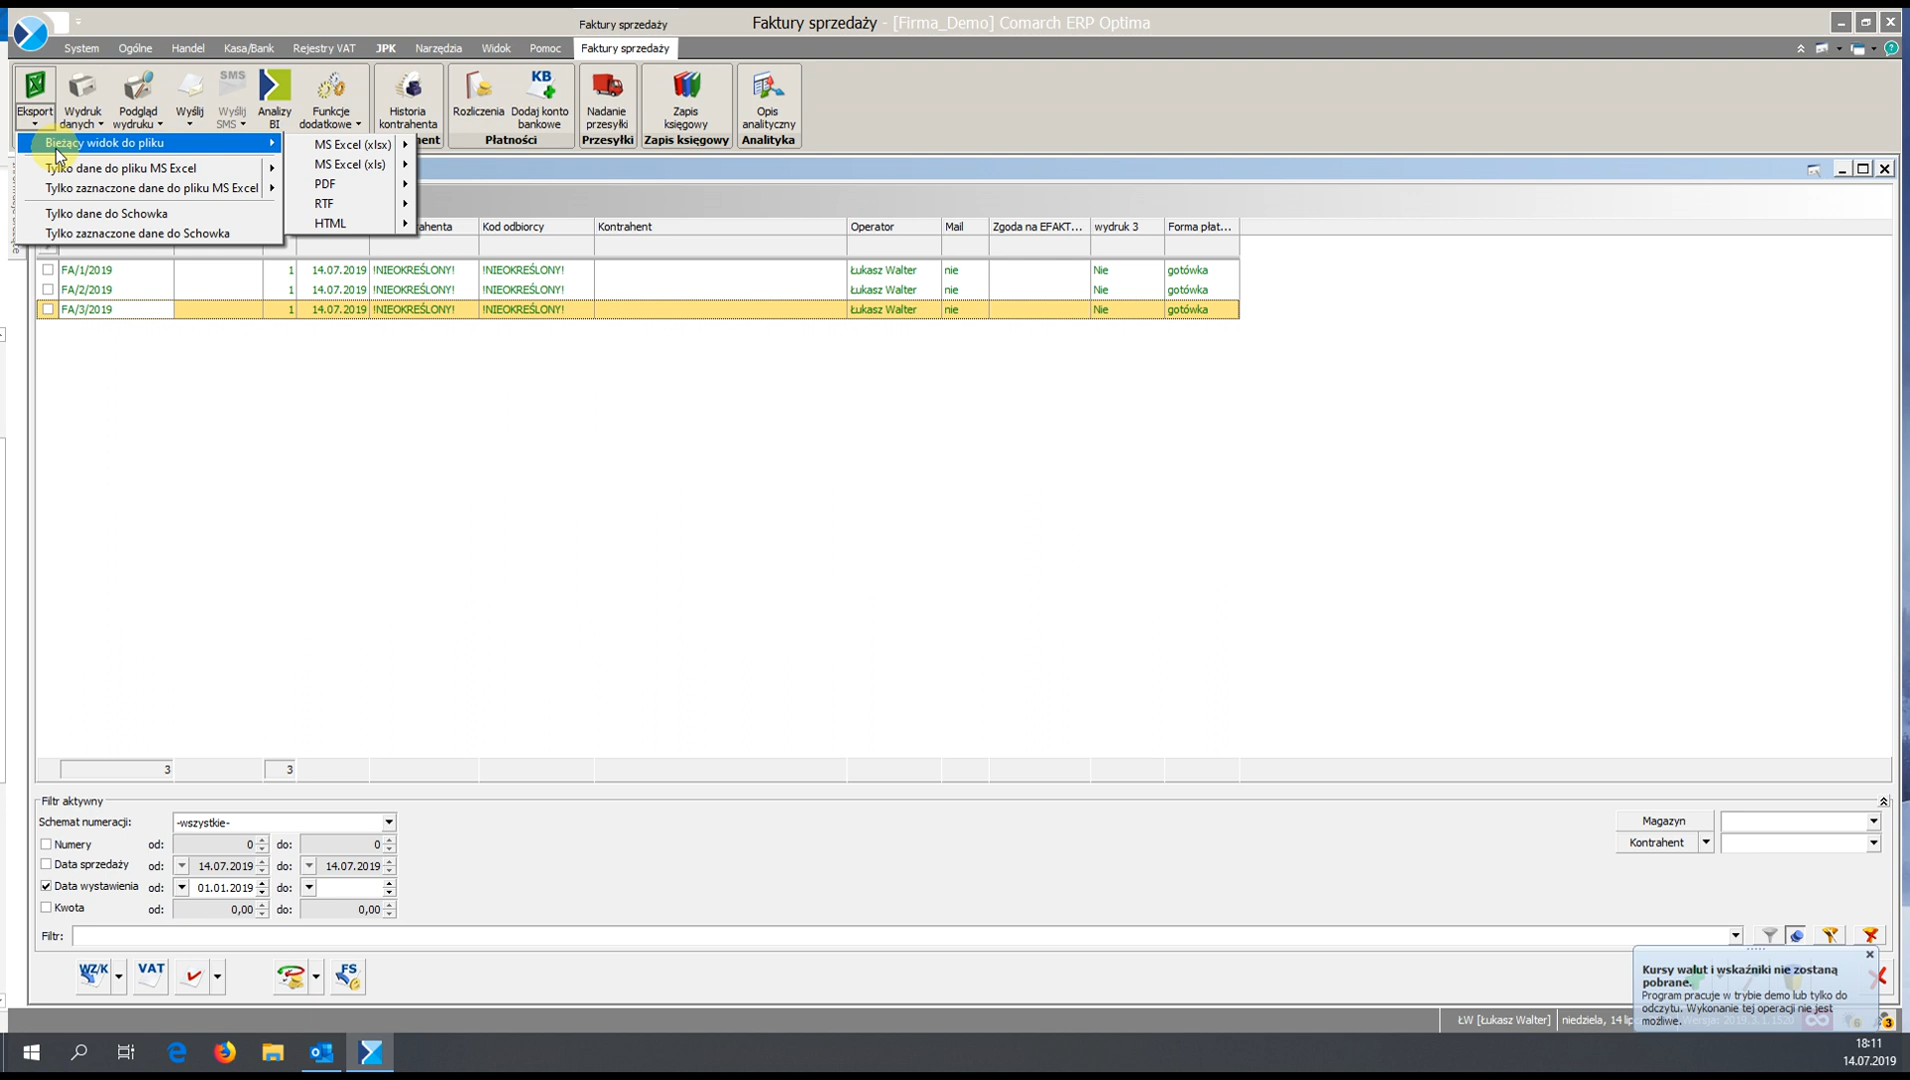 Faktury sprzedaży
Faktury sprzedaży - [Firma_Demo] Comarch ERP Optima
System Ogólne Handel Kasa/Bank Rejestry VAT JPK Narzędzia Widok Pomoc Faktury sprzedaży
Eksport
Wydruk danych
Podgląd wydruku
Wyślij
SMS
Wyślij SMS
Analizy BI
Funkcje dodatkowe
Historia kontrahenta
Rozliczenia
KB
Dodaj konto bankowe
Nadanie przesyłki
Zapis księgowy
Opis analityczny
ment Płatności Przesyłki Zapis księgowy Analityka
Bieżący widok do pliku
Tylko dane do pliku MS Excel
Tylko zaznaczone dane do pliku MS Excel
Tylko dane do Schowka
Tylko zaznaczone dane do Schowka
MS Excel (xlsx)
MS Excel (xls)
PDF
RTF
HTML
rahenta Kod odbiorcy Kontrahent Operator Mail Zgoda na EFAKT... wydruk 3 Forma płat...
FA/1/2019 1 14.07.2019 !NIEOKREŚLONY! !NIEOKREŚLONY! Łukasz Walter nie Nie gotówka
FA/2/2019 1 14.07.2019 !NIEOKREŚLONY! !NIEOKREŚLONY! Łukasz Walter nie Nie gotówka
FA/3/2019 1 14.07.2019 !NIEOKREŚLONY! !NIEOKREŚLONY! Łukasz Walter nie Nie gotówka
3 3
Filtr aktywny
Schemat numeracji: -wszystkie- Magazyn
Numery od: 0 do: 0 Kontrahent
Data sprzedaży od: 14.07.2019 do: 14.07.2019
Data wystawienia od: 01.01.2019 do:
Kwota od: 0,00 do: 0,00
Filtr:
WZ/K VAT FS
Kursy walut i wskaźniki nie zostaną
pobrane.
Program pracuje w trybie demo lub tylko do
odczytu. Wykonanie tej operacji nie jest
możliwe.
ŁW [Łukasz Walter] niedziela, 14 lip
3
18:11
14.07.2019